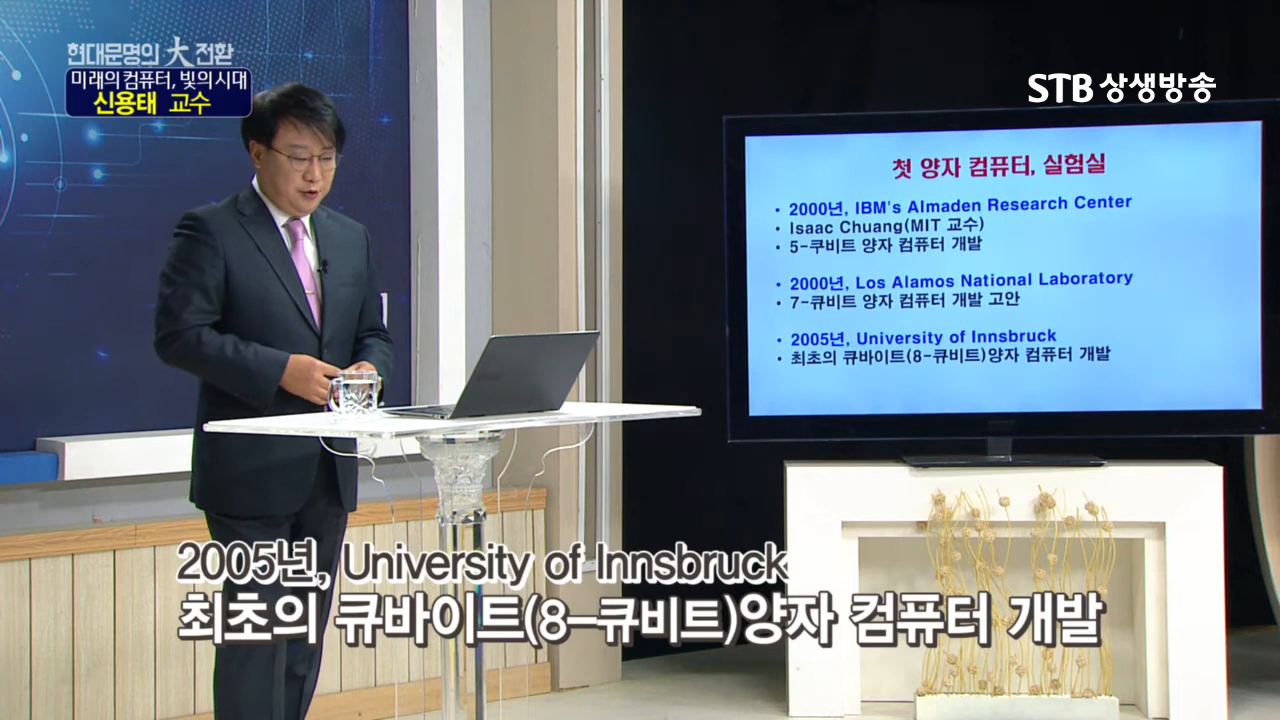 현대문명의 大 전환
미래의 컴퓨터, 빛의 시대
신용태 교수
STB 상생방송
첫 양자 컴퓨터, 실험실
• 2000년, IBM's Almaden Research Center
• Isaac Chuang(MIT 교수)
• 5-쿠비트 양자 컴퓨터 개발
• 2000년, Los Alamos National Laboratory
• 7-큐비트 양자 컴퓨터 개발 고안
• 2005년, University of Innsbruck
• 최초의 큐바이트(8-큐비트)양자 컴퓨터 개발
2005년, University of Innsbruck
최초의 큐바이트(8-큐비트)양자 컴퓨터 개발